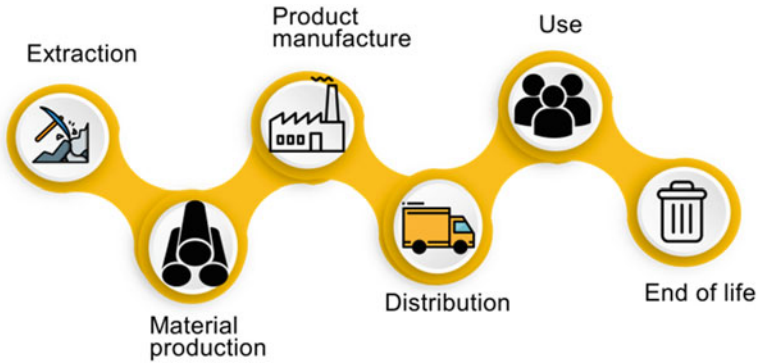 Extraction
Material
production
Product
manufacture
Distribution
Use
End of life